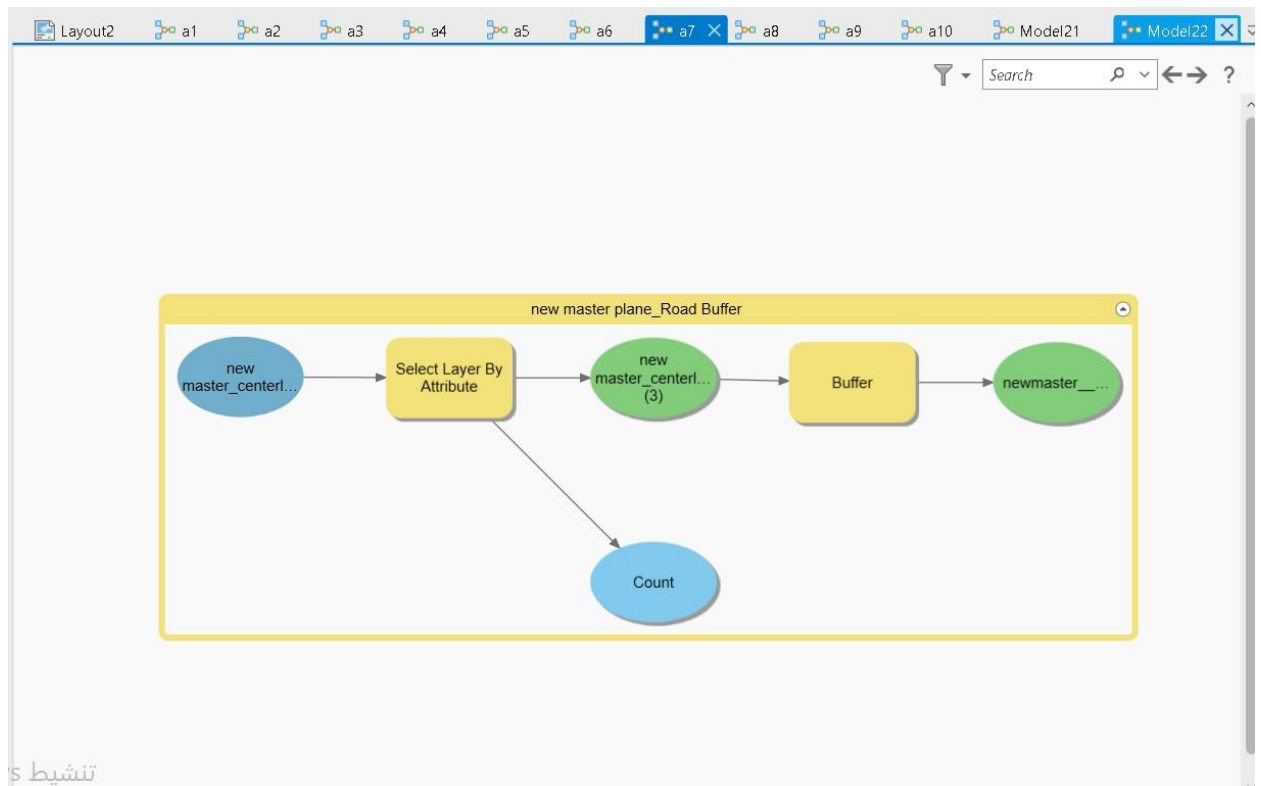 Layout2 a1 a2 a3 a4 a5 a6 a7 a8 a9 a10 Model21 Model22
Search ?
new master plane_Road Buffer
new
master_centerl...
Select Layer By
Attribute
new
master_centerl...
(3)
Buffer
newmaster__...
Count
تنشيط